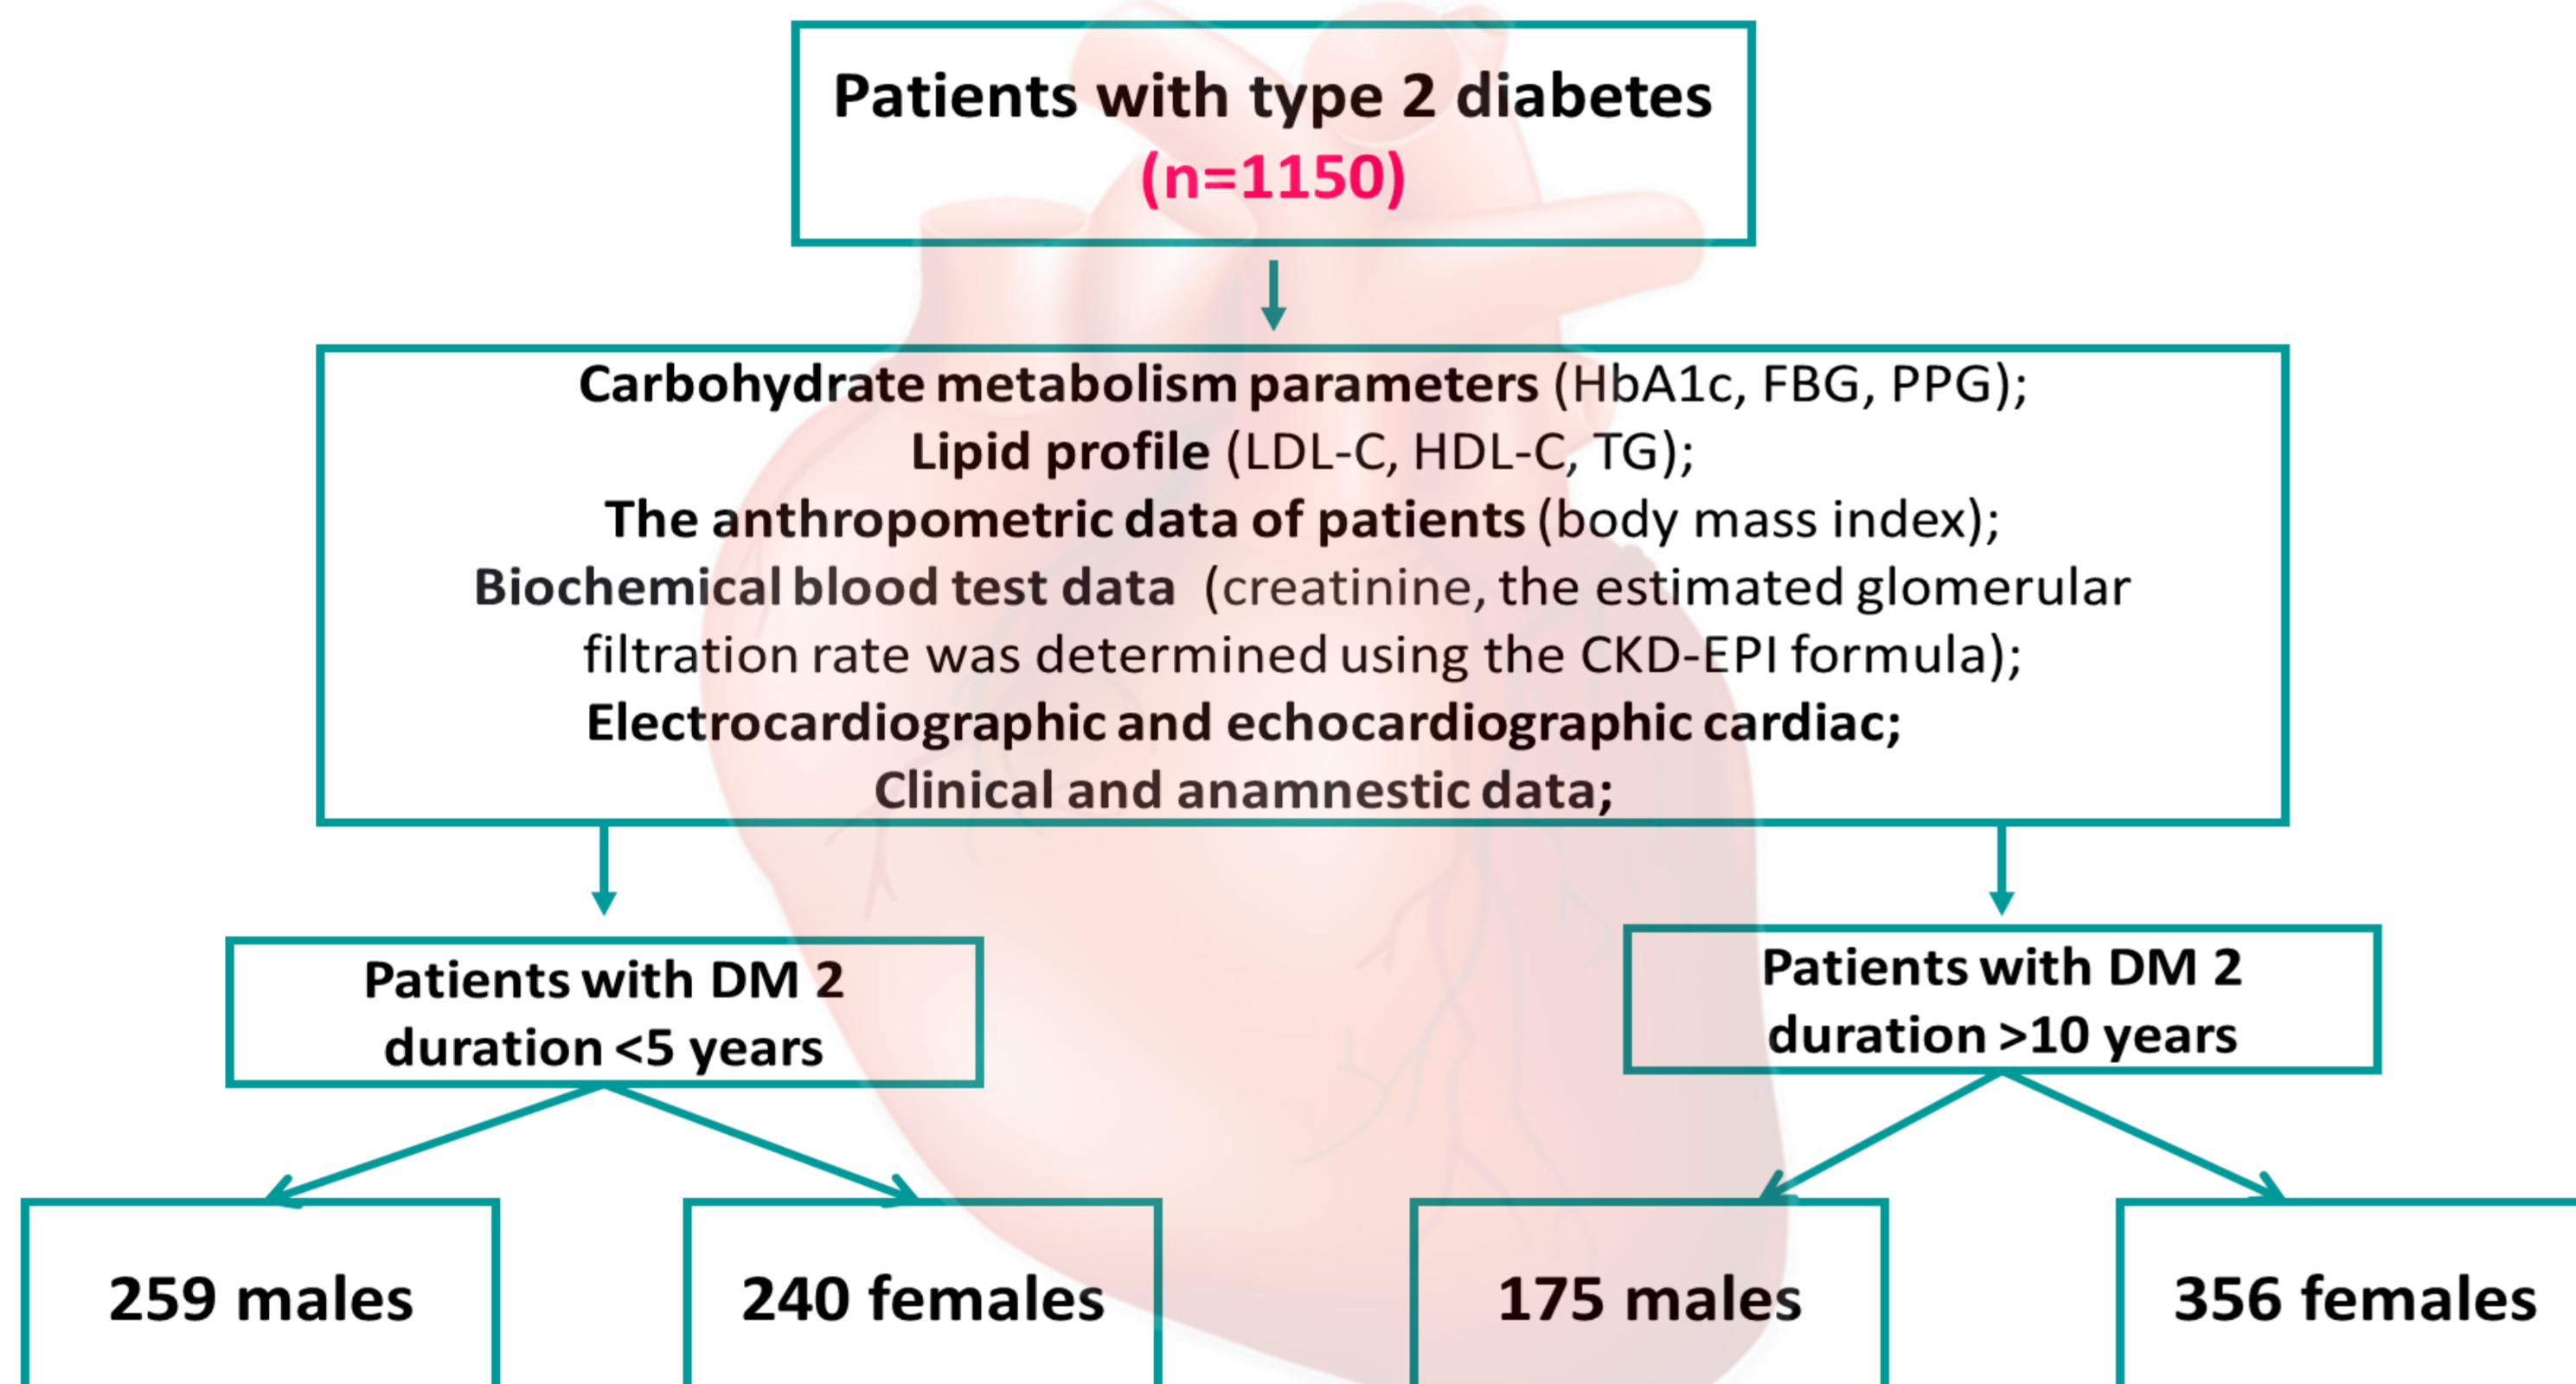 Patients with type 2 diabetes
(n=1150)
Carbohydrate metabolism parameters (HbA1c, FBG, PPG);
Lipid profile (LDL-C, HDL-C, TG);
The anthropometric data of patients (body mass index);
Biochemical blood test data (creatinine, the estimated glomerular
filtration rate was determined using the CKD-EPI formula);
Electrocardiographic and echocardiographic cardiac;
Clinical and anamnestic data;
Patients with DM 2
duration <5 years
Patients with DM 2
duration >10 years
259 males
240 females
175 males
356 females